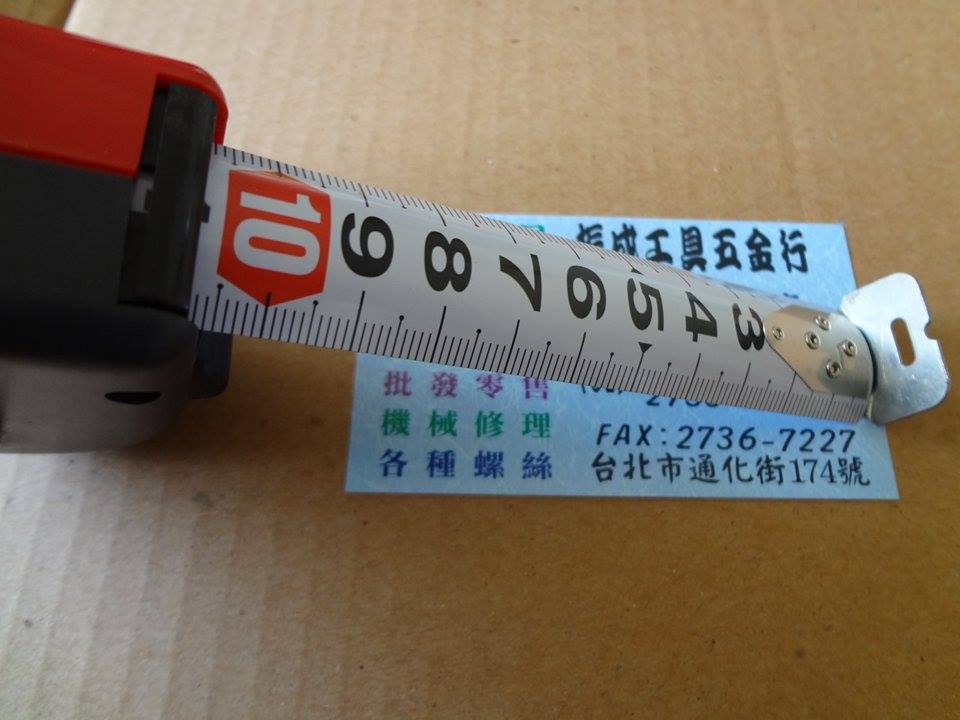 10 9 8 7 6 5 4 3
成工具五金行
批發零售
機械修理
各種螺絲
FAX:2736-7227
台北市通化街174號